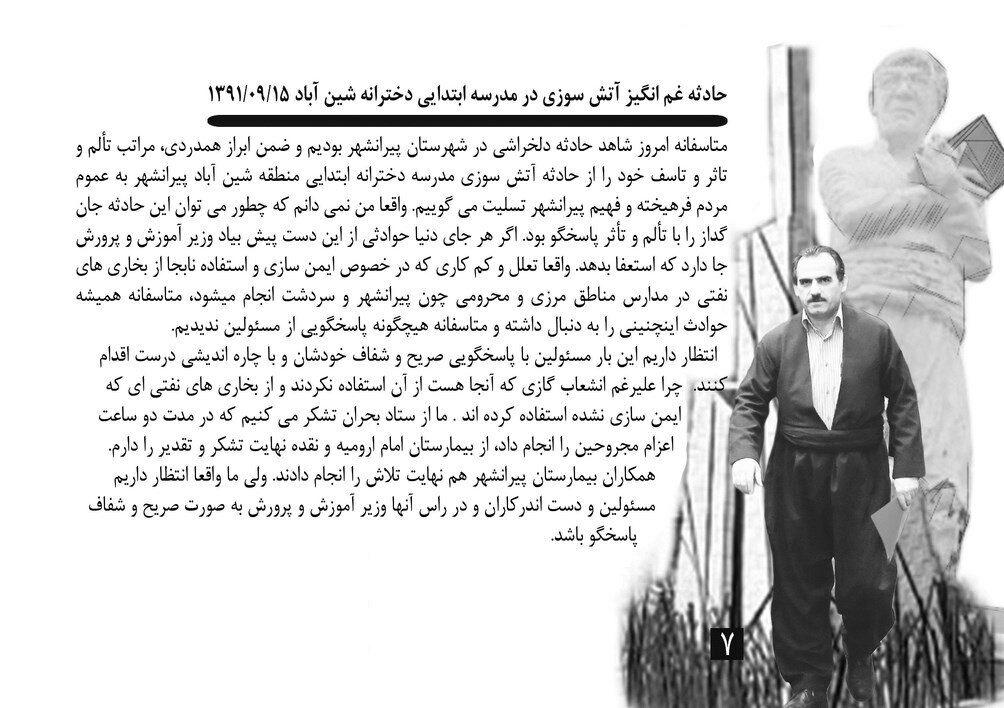 حادثه غم انگیز آتش سوزی در مدرسه ابتدایی دخترانه شین آباد ۱۳۹۱/۰۹/۱۵
متاسفانه امروز شاهد حادثه دلخراشی در شهرستان پیرانشهر بودیم و ضمن ابراز همدردی، مراتب تألم و
تاثر و تاسف خود را از حادثه آتش سوزی مدرسه دخترانه ابتدایی منطقه شین آباد پیرانشهر به عموم
مردم فرهیخته و فهیم پیرانشهر تسلیت می گوییم. واقعا من نمی دانم که چطور می توان این حادثه جان
گداز را با تألم و تأثر پاسخگو بود. اگر هر جای دنیا حوادثی از این دست پیش بیاد وزیر آموزش و پرورش
جا دارد که استعفا بدهد. واقعا تعلل و کم کاری که در خصوص ایمن سازی و استفاده نابجا از بخاری های
نفتی در مدارس مناطق مرزی و محرومی چون پیرانشهر و سردشت انجام میشود، متاسفانه همیشه
حوادث اینچنینی را به دنبال داشته و متاسفانه هیچگونه پاسخگویی از مسئولین ندیدیم.
انتظار داریم این بار مسئولین با پاسخگویی صریح و شفاف خودشان و با چاره اندیشی درست اقدام
کنند. چرا علیرغم انشعاب گازی که آنجا هست از آن استفاده نکردند و از بخاری های نفتی ای که
ایمن سازی نشده استفاده کرده اند . ما از ستاد بحران تشکر می کنیم که در مدت دو ساعت
اعزام مجروحین را انجام داد، از بیمارستان امام ارومیه و نقده نهایت تشکر و تقدیر را دارم.
همکاران بیمارستان پیرانشهر هم نهایت تلاش را انجام دادند. ولی ما واقعا انتظار داریم
مسئولین و دست اندرکاران و در راس آنها وزیر آموزش و پرورش به صورت صریح و شفاف
پاسخگو باشد.
۷